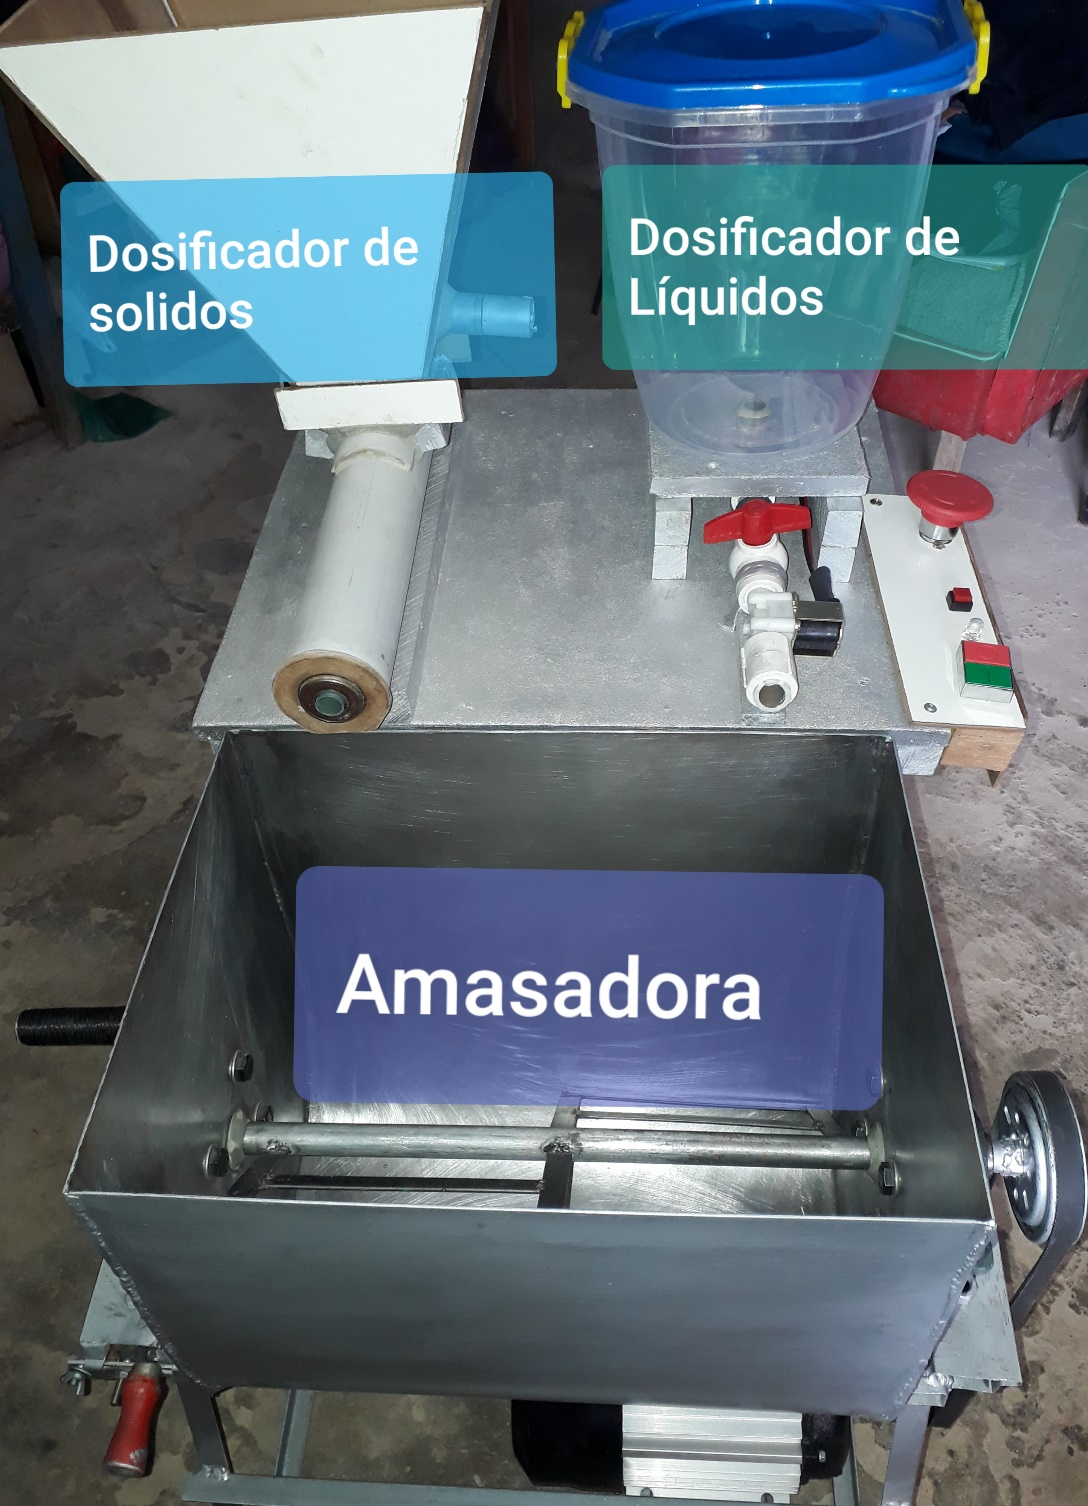 Dosificador de
solidos
Dosificador de
Líquidos
Amasadora